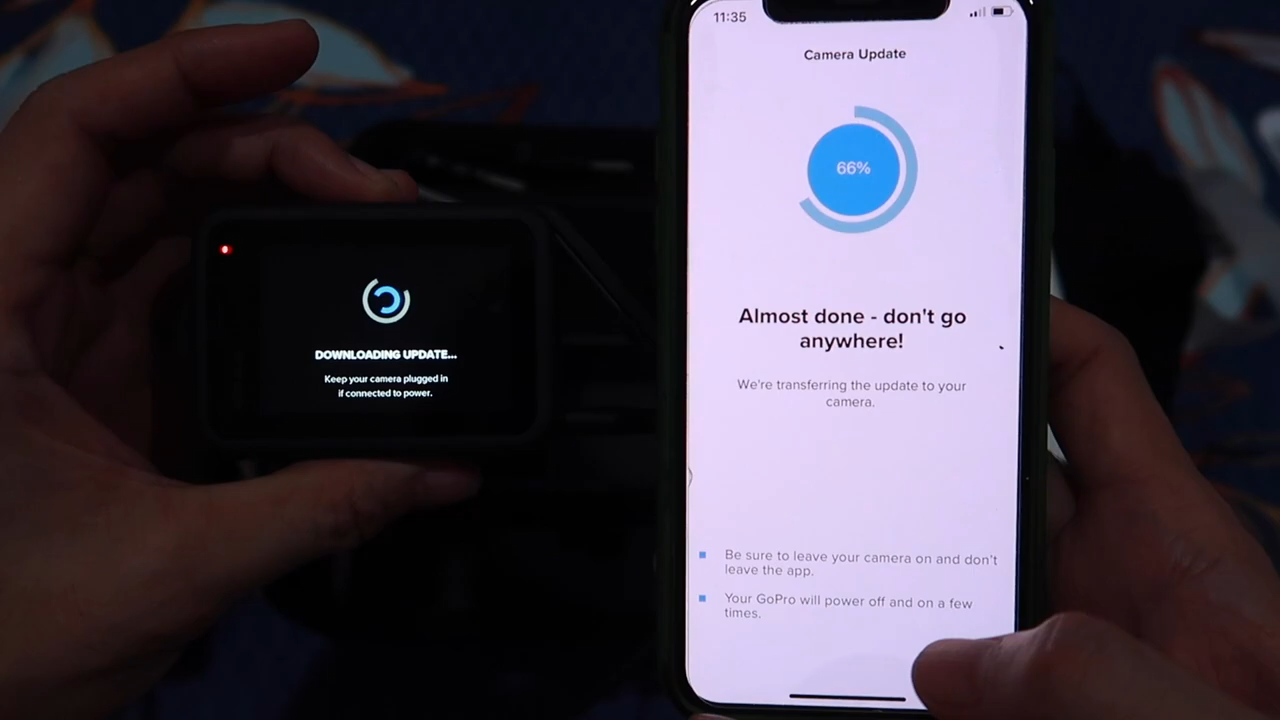 DOWNLOADING UPDATE...
Keep your camera plugged in
if connected to power.
11:35
Camera Update
66%
Almost done - don't go
anywhere!
We're transferring the update to your
camera.
Be sure to leave your camera on and don't
leave the app.
Your GoPro will power off and on a few
times.